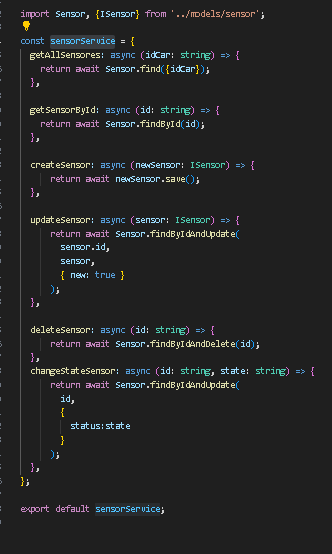 import Sensor, {ISensor} from '../models/sensor';
const sensorService = {
getAllSensores: async (idCar: string) => {
return await Sensor.find({idCar});
},
getSensorById: async (id: string) => {
return await Sensor.findById(id);
},
createSensor: async (newSensor: ISensor) => {
return await newSensor.save();
},
updateSensor: async (sensor: ISensor) => {
return await Sensor.findByIdAndUpdate(
sensor.id,
sensor,
{ new: true }
);
},
deleteSensor: async (id: string) => {
return await Sensor.findByIdAndDelete(id);
},
changeStateSensor: async (id: string, state: string) => {
return await Sensor.findByIdAndUpdate(
id,
{
status:state
}
);
},
};
export default sensorService;